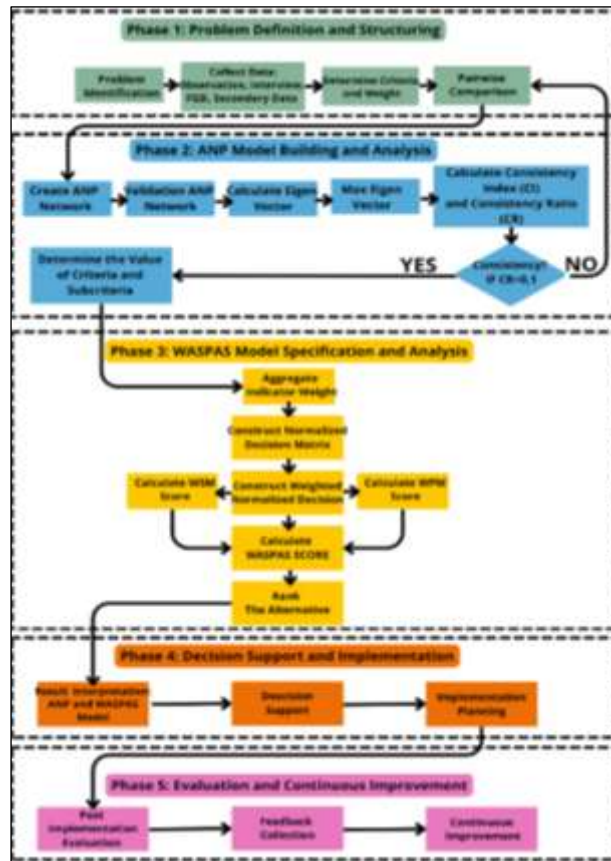 Phase 1: Problem Definition and Structuring
Problem
Identification
Collect Data:
Observation, Interview
FGD, Secondary Data
Determine Criteria
and Weight
Pairwise
Comparison
Phase 2: ANP Model Building and Analysis
Create ANP
Network
Validation ANP
Network
Calculate Eigen
Vector
Max Eigen
Vector
Calculate Consistency
Index (CI)
and Consistency Ratio
(CR)
Determine the Value
of Criteria and
Subcriteria
YES
Consistency?
If CR<0,1
NO
Phase 3: WASPAS Model Specification and Analysis
Aggregate
Indicator Weight
Construct Normalized
Decision Matrix
Calculate WSM
Score
Construct Weighted
Normalized Decision
Calculate WPM
Score
Calculate
WASPAS SCORE
Rank
The Alternative
Phase 4: Decision Support and Implementation
Result Interpretation
ANP and WASPAS
Model
Decision
Support
Implementation
Planning
Phase 5: Evaluation and Continuous Improvement
Post
Implementation
Evaluation
Feedback
Collection
Continuous
Improvement